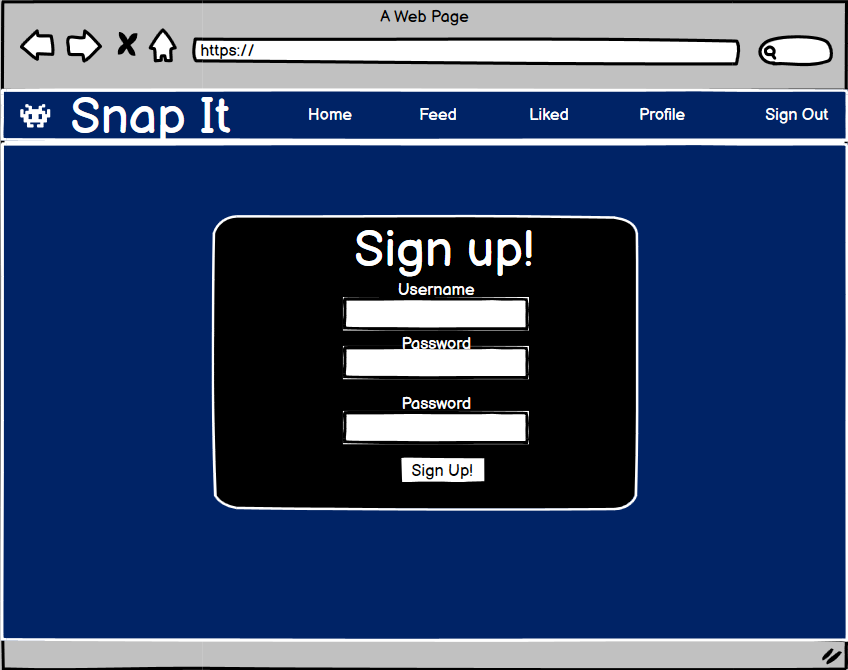 A Web Page
https://
Snap It Home Feed Liked Profile Sign Out
Sign up!
Username
Password
Password
Sign Up!